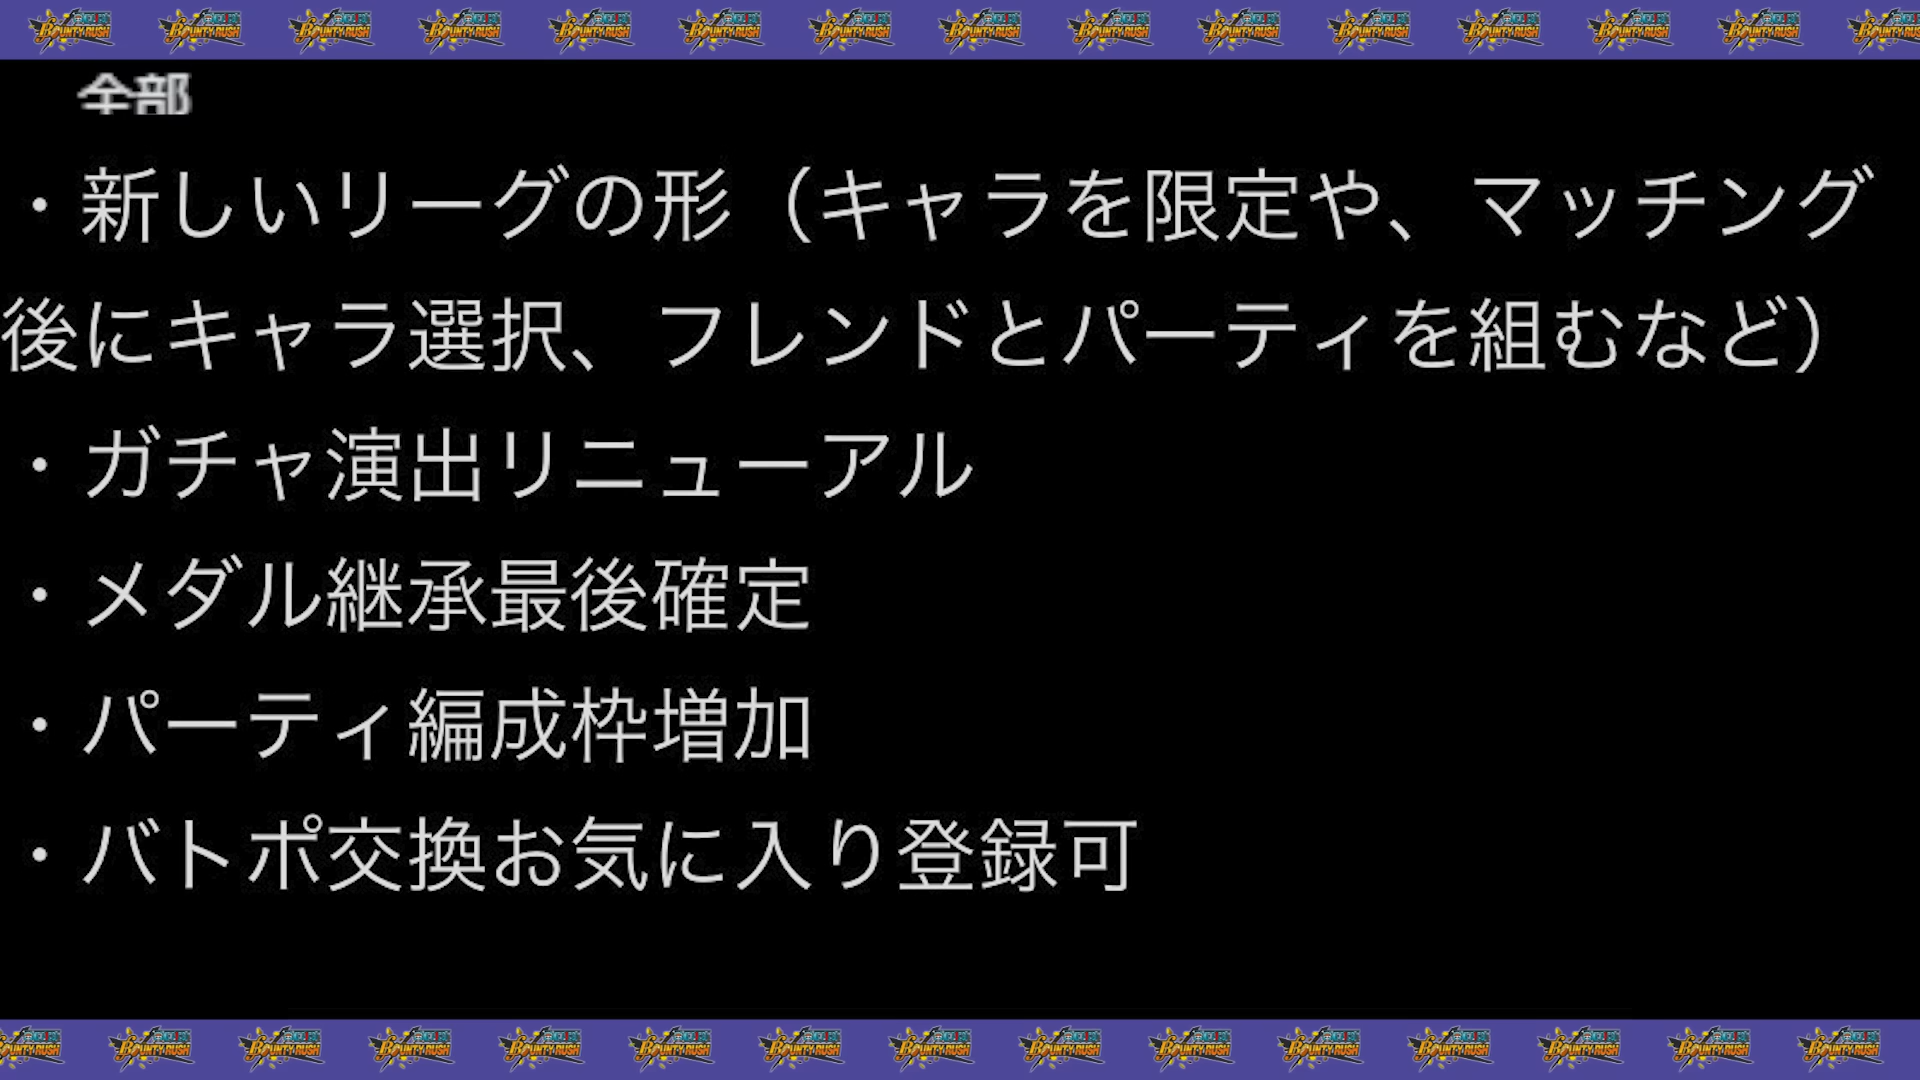 全部
・新しいリーグの形（キャラを限定や、マッチング
後にキャラ選択、フレンドとパーティを組むなど）
・ガチャ演出リニューアル
・メダル継承最後確定
・パーティ編成枠増加
・バトポ交換お気に入り登録可